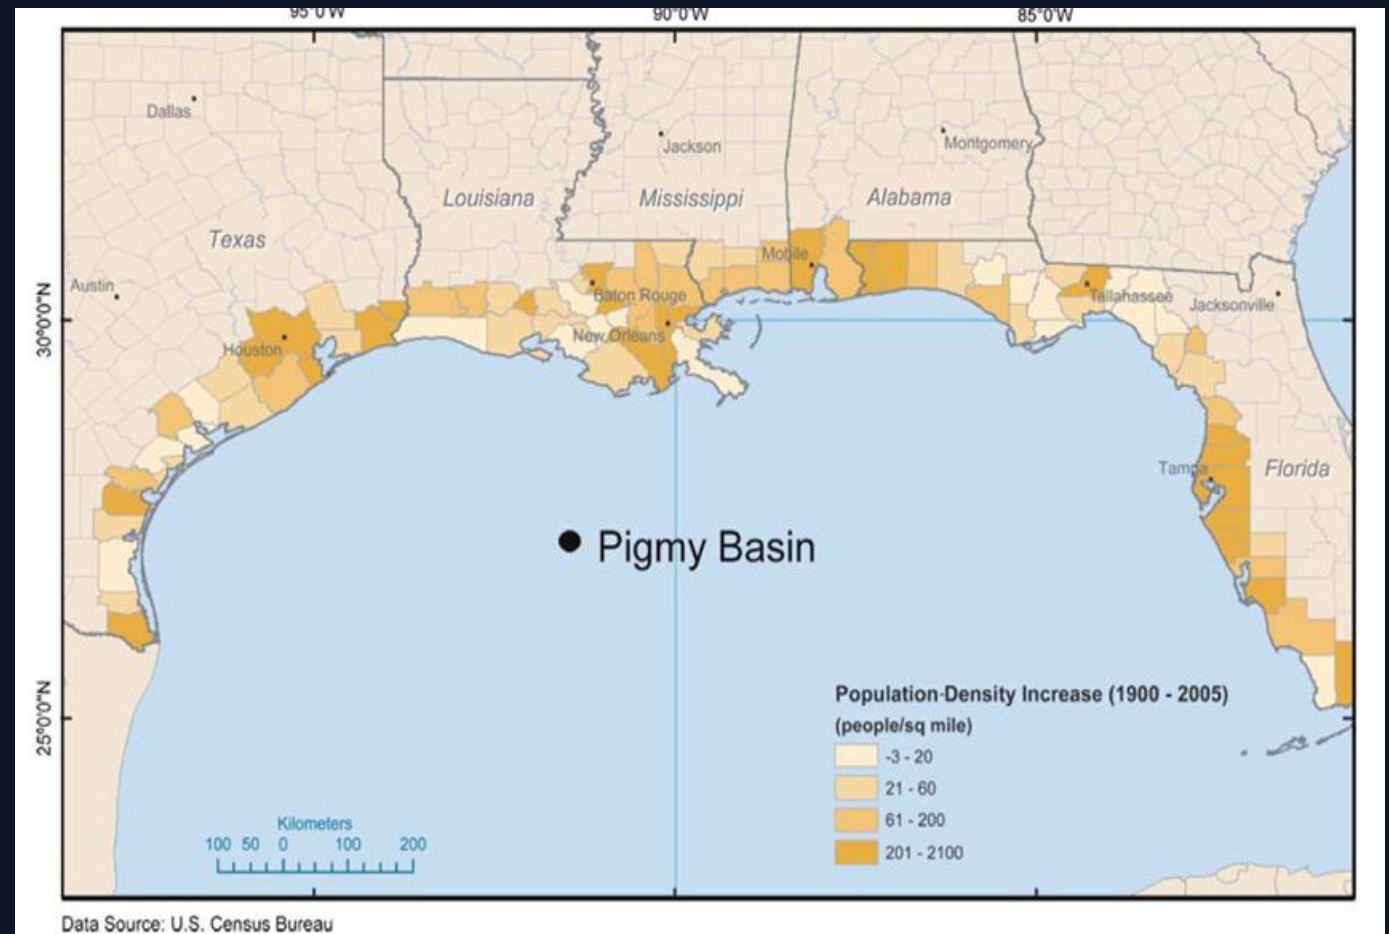 95°0'0"W 90°0'0"W 85°0'0"W
Dallas
Jackson
Montgomery
Louisiana
Mississippi
Alabama
Texas
Mobile
Austin
Baton Rouge
Tallahassee
Jacksonville
30°0'0"N
New Orleans
Houston
Tampa
Florida
Pigmy Basin
Population-Density Increase (1900 - 2005)
(people/sq mile)
-3 - 20
21 - 60
61 - 200
201 - 2100
25°0'0"N
Kilometers
100 50 0 100 200
Data Source: U.S. Census Bureau